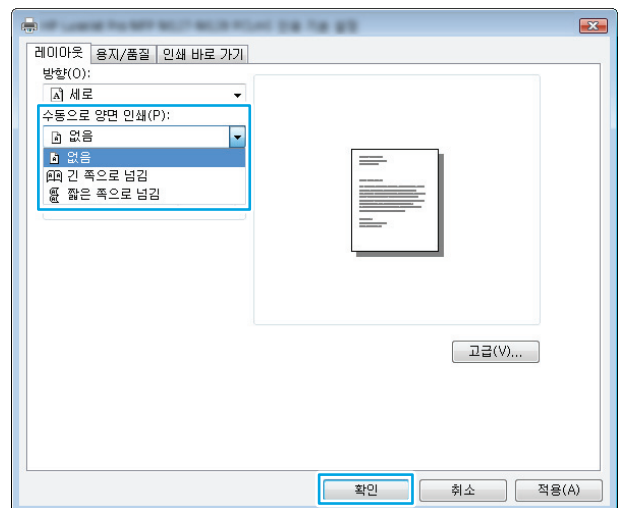 레이아웃 용지/품질 인쇄 바로 가기
방향(O):
세로
수동으로 양면 인쇄(P):
없음
없음
긴 쪽으로 넘김
짧은 쪽으로 넘김
고급(V)...
확인 취소 적용(A)